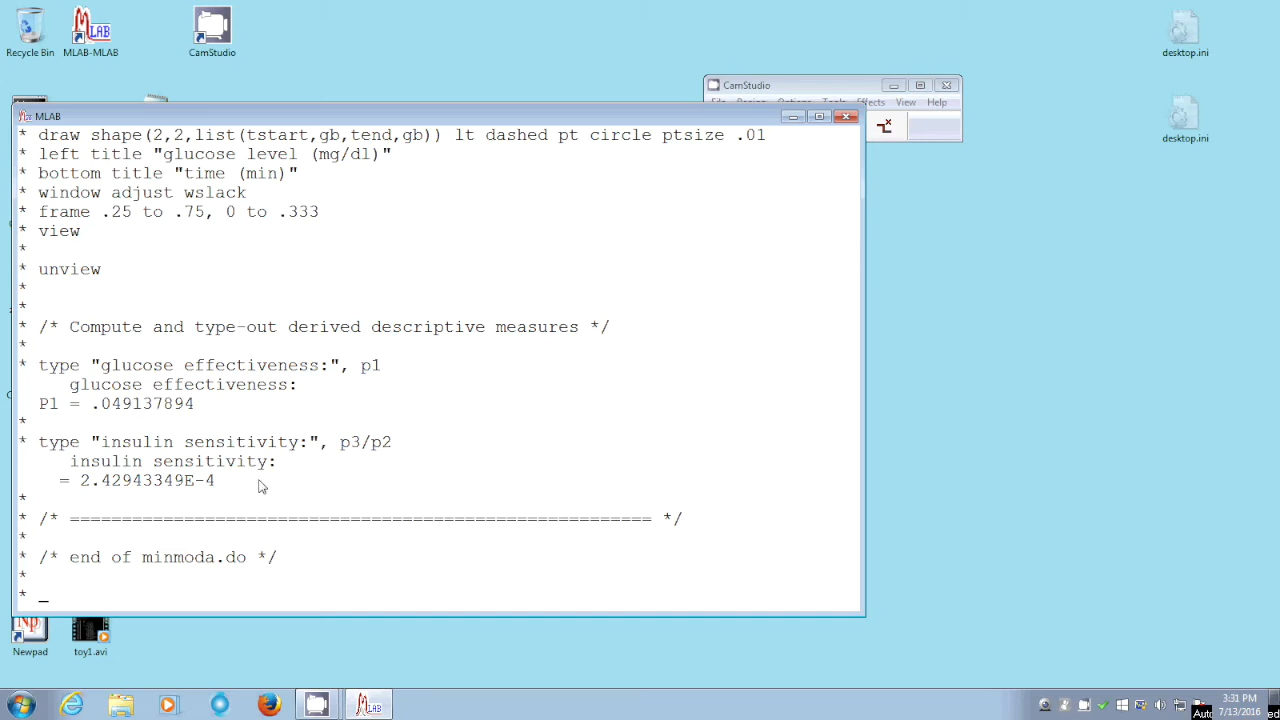 Recycle Bin
MLAB-MLAB
CamStudio
desktop.ini
desktop.ini
CamStudio
View
Help
MLAB
* draw shape(2,2,list(tstart,gb,tend,gb)) lt dashed pt circle ptsize .01
* left title "glucose level (mg/dl)"
* bottom title "time (min)"
* window adjust wslack
* frame .25 to .75, 0 to .333
* view
*
* unview
*
*
* /* Compute and type-out derived descriptive measures */
*
* type "glucose effectiveness:", p1
glucose effectiveness:
P1 = .049137894
*
* type "insulin sensitivity:", p3/p2
insulin sensitivity:
= 2.42943349E-4
*
* /* ======================================================== */
*
* /* end of minmoda.do */
*
* _
Np
Newpad
toy1.avi
MLAB
3:31 PM
7/13/2016